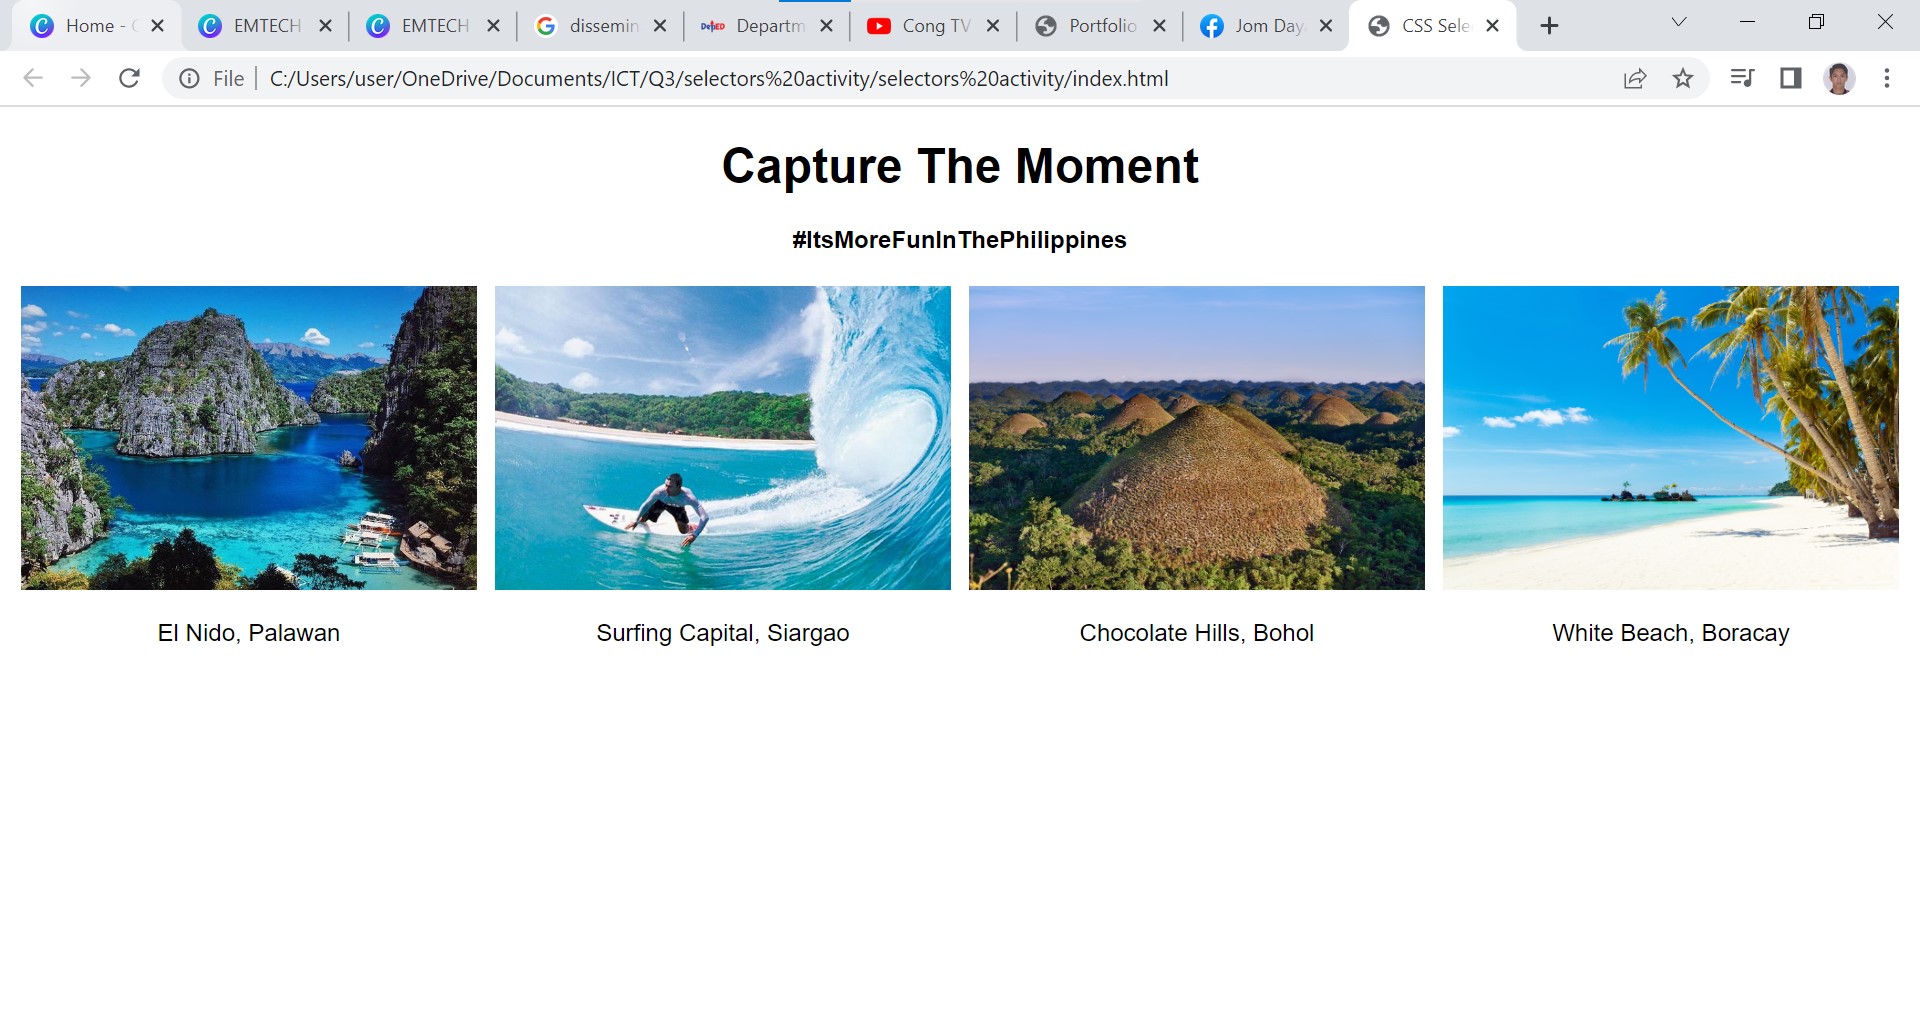 Home - C
EMTECH
EMTECH
dissemin
DepED Departm
Cong TV
Portfolio
Jom Day
CSS Sele
File C:/Users/user/OneDrive/Documents/ICT/Q3/selectors%20activity/selectors%20activity/index.html
Capture The Moment
#ItsMoreFunInThePhilippines
El Nido, Palawan
Surfing Capital, Siargao
Chocolate Hills, Bohol
White Beach, Boracay